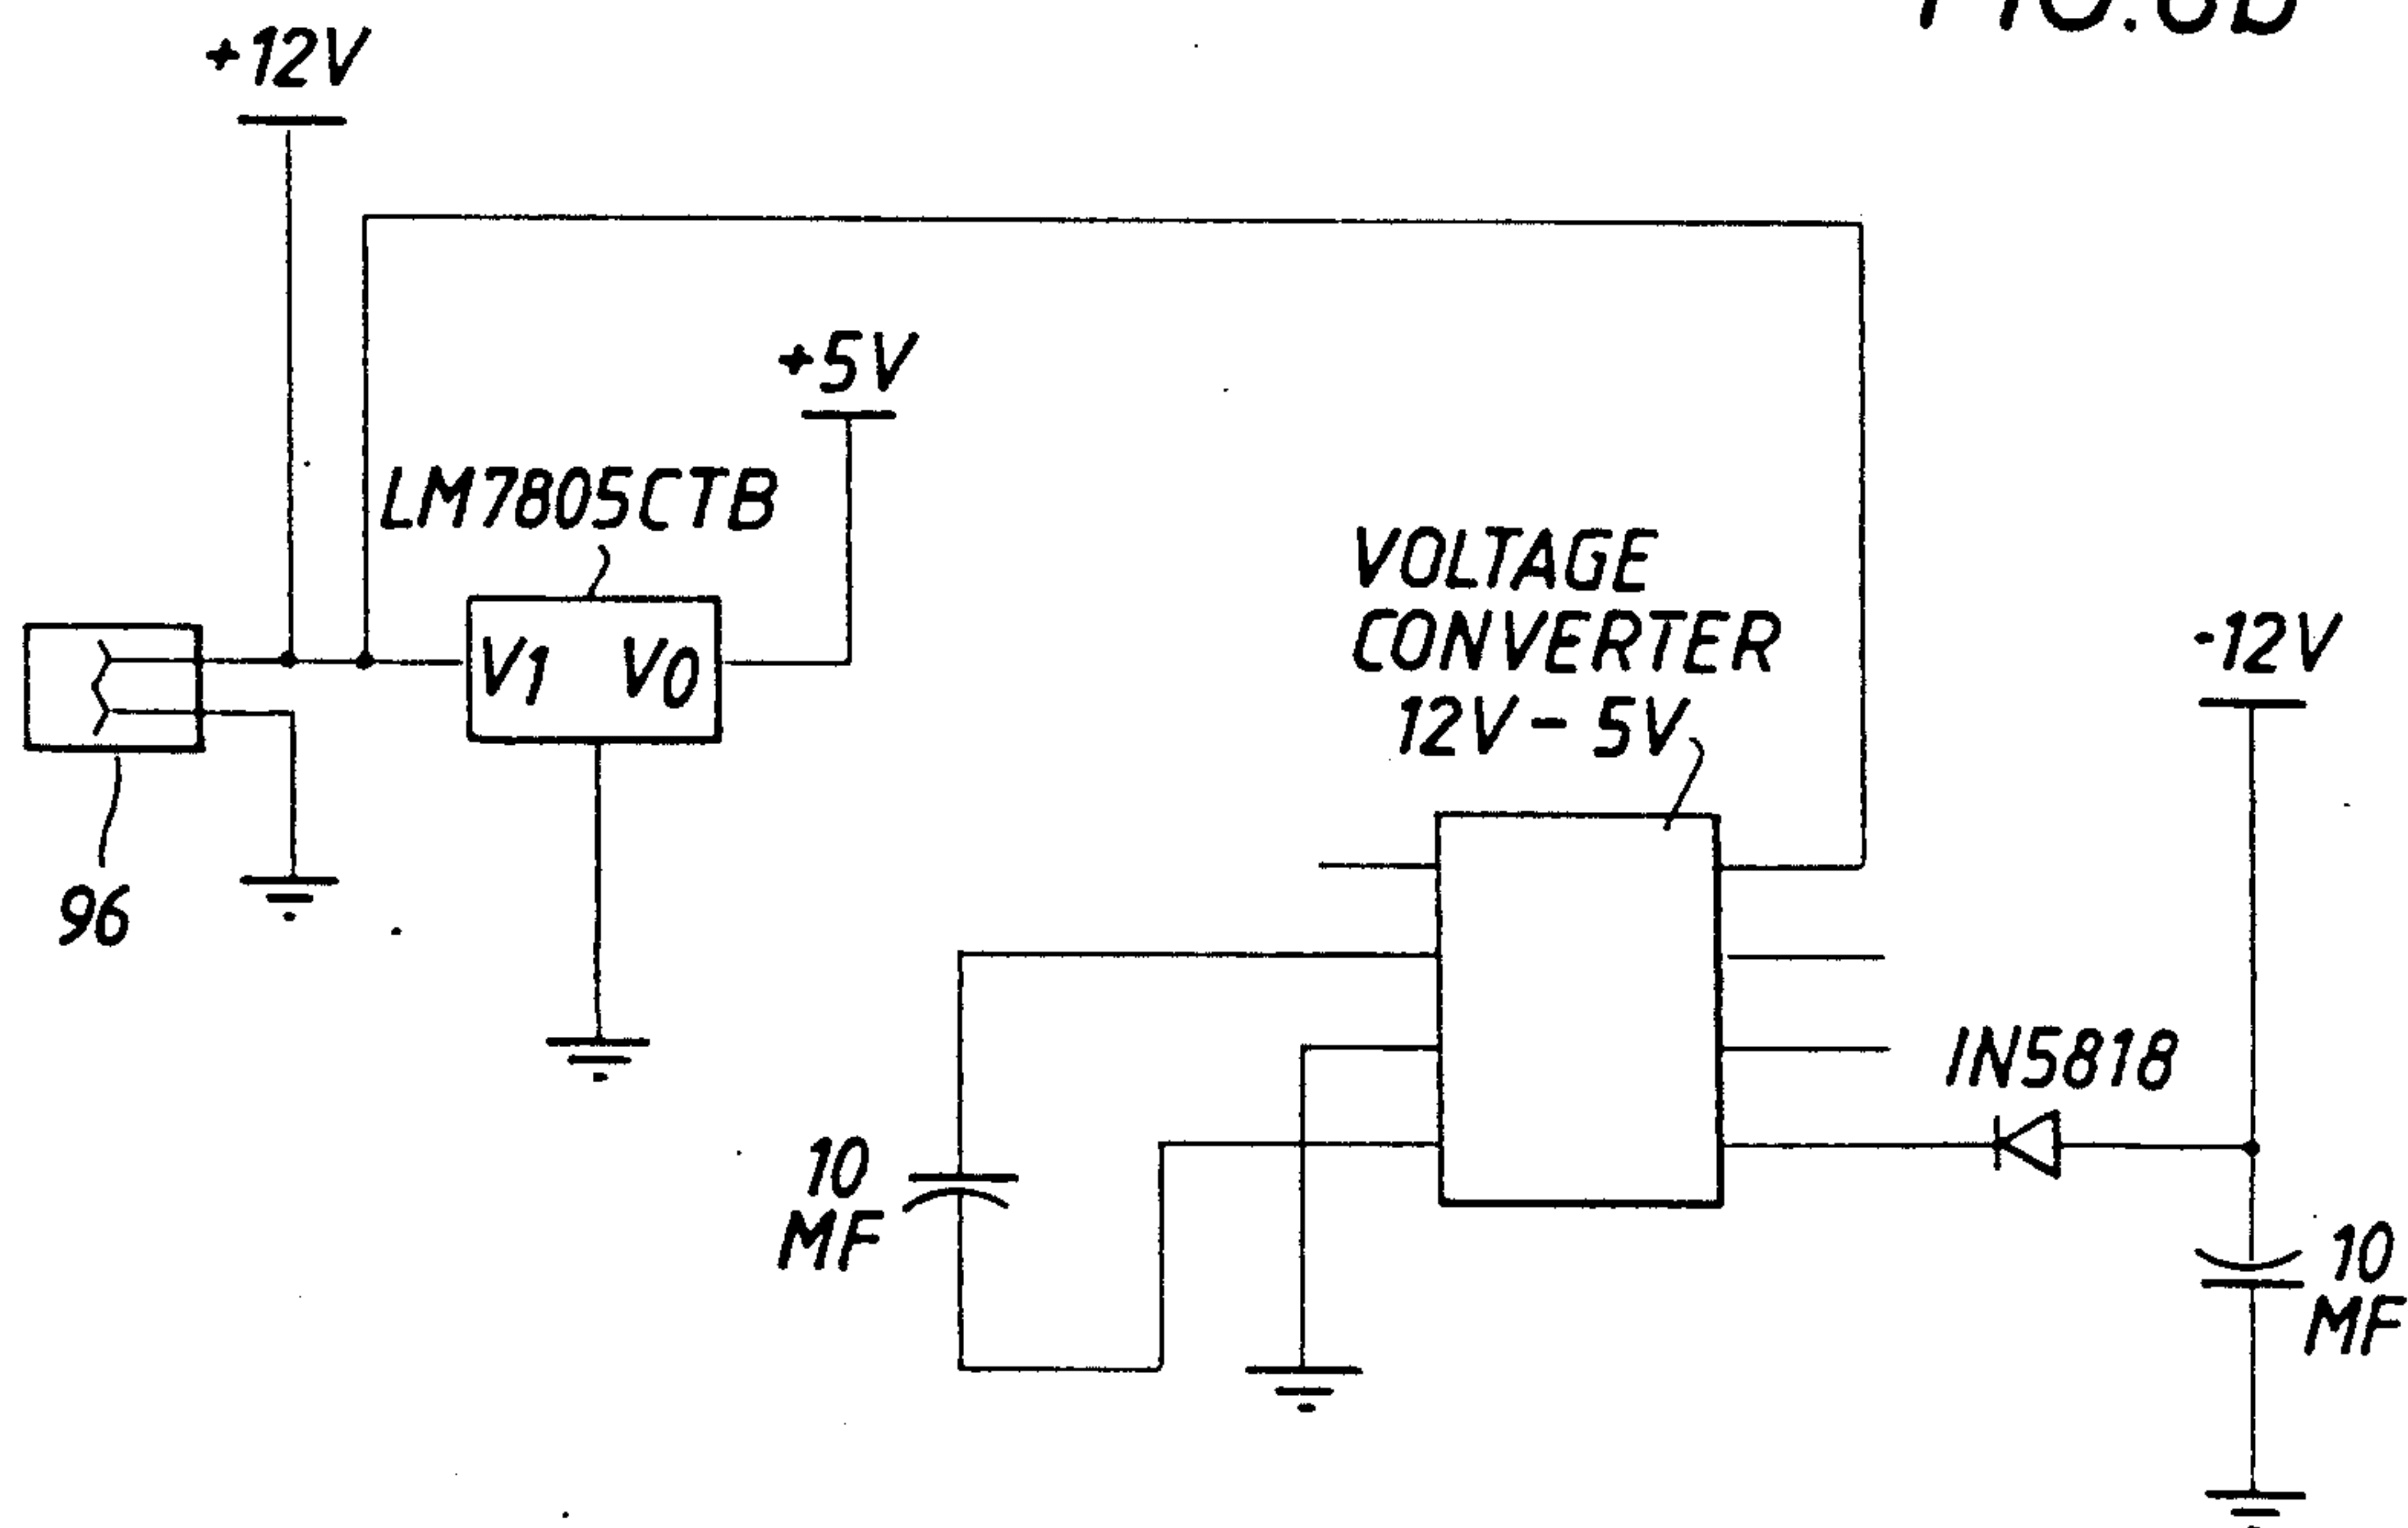 +12V
+5V
LM7805CTB
V1 V0
96
VOLTAGE
CONVERTER
12V - 5V
-12V
IN5818
10
MF
10
MF